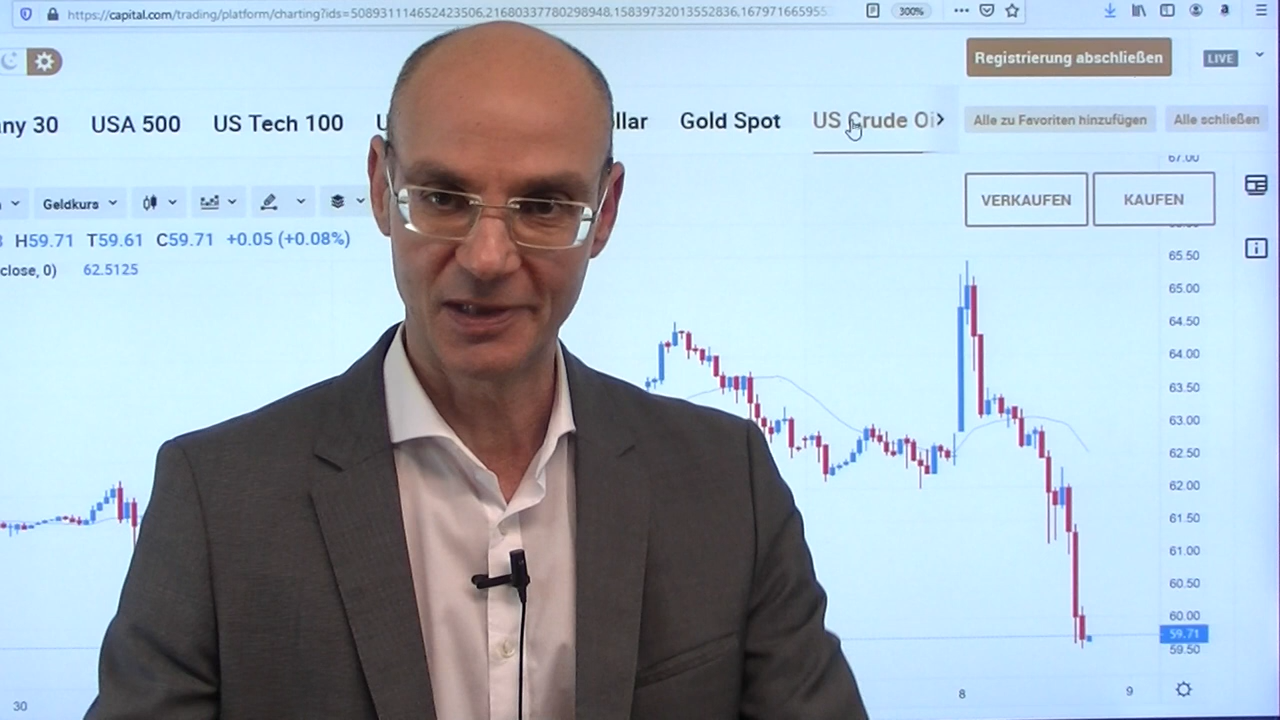 https://capital.com/trading/platform/charting?ids=508931114652423506,21680337780298948,15839732013552836,167971665955
300%
Registrierung abschließen
LIVE
any 30 USA 500 US Tech 100 U llar Gold Spot US Crude Oi
Alle zu Favoriten hinzufügen
Alle schließen
67.00
Geldkurs
VERKAUFEN
KAUFEN
H59.71 T59.61 C59.71 +0.05 (+0.08%)
close, 0) 62.5125
65.50
65.00
64.50
64.00
63.50
63.00
62.50
62.00
61.50
61.00
60.50
60.00
59.71
59.50
30
8
9